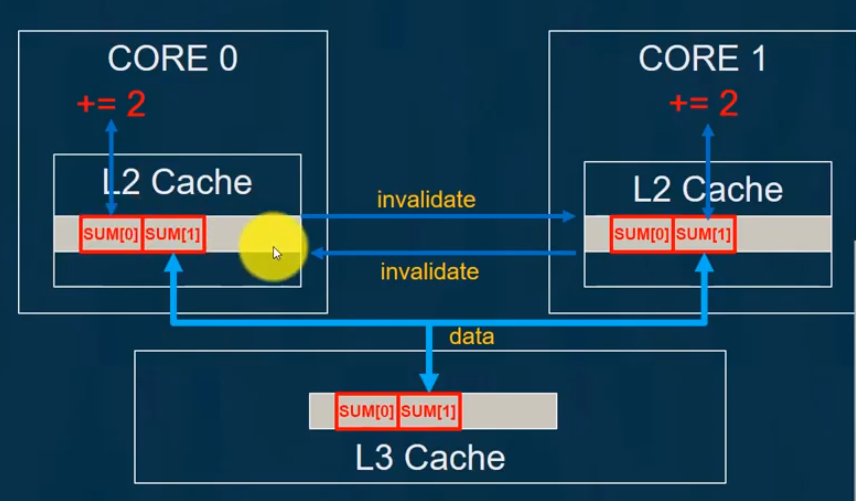 CORE 0
CORE 1
+= 2
+= 2
L2 Cache
L2 Cache
invalidate
SUM[0] SUM[1]
SUM[0] SUM[1]
invalidate
data
SUM[0] SUM[1]
L3 Cache